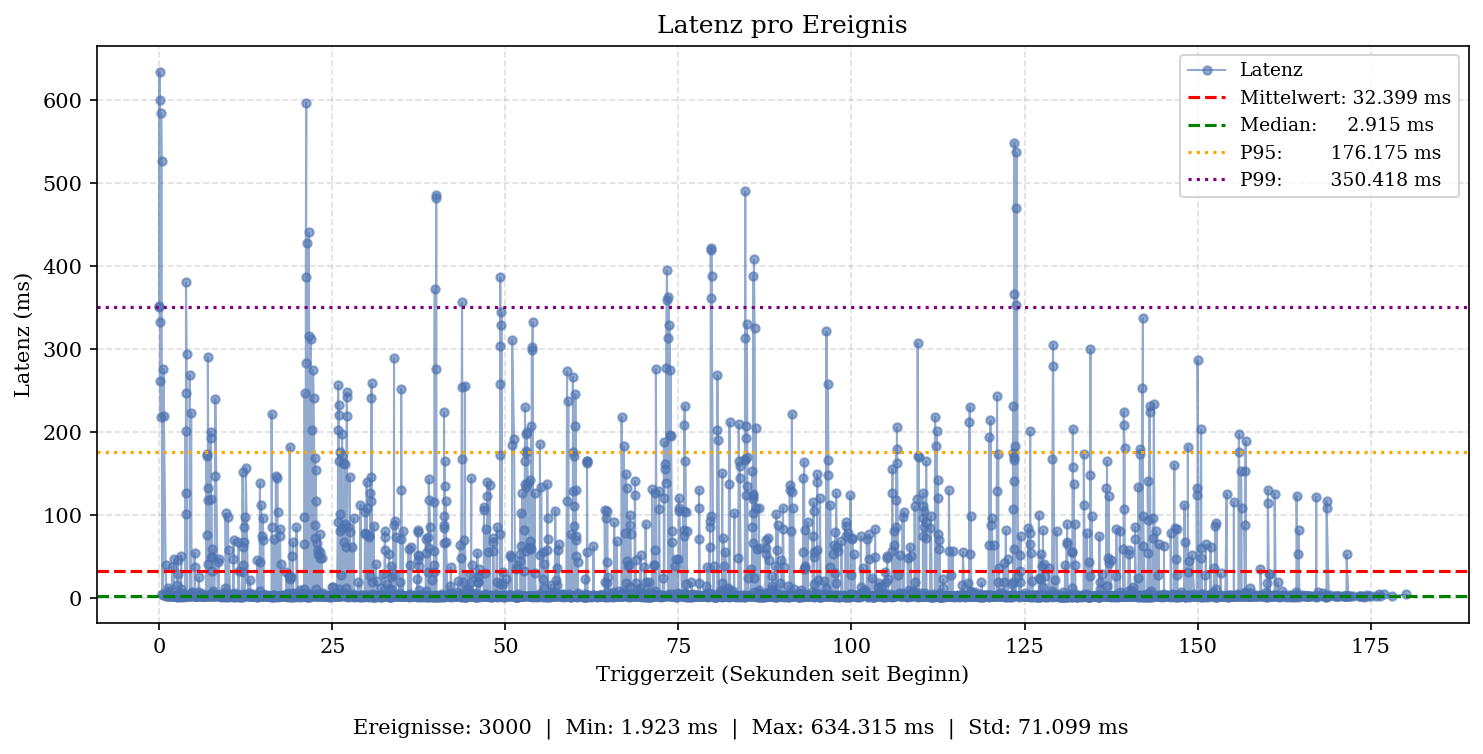 Latenz pro Ereignis
Latenz (ms)
600
500
400
300
200
100
0
Latenz
Mittelwert: 32.399 ms
Median: 2.915 ms
P95: 176.175 ms
P99: 350.418 ms
0 25 50 75 100 125 150 175
Triggerzeit (Sekunden seit Beginn)
Ereignisse: 3000 | Min: 1.923 ms | Max: 634.315 ms | Std: 71.099 ms